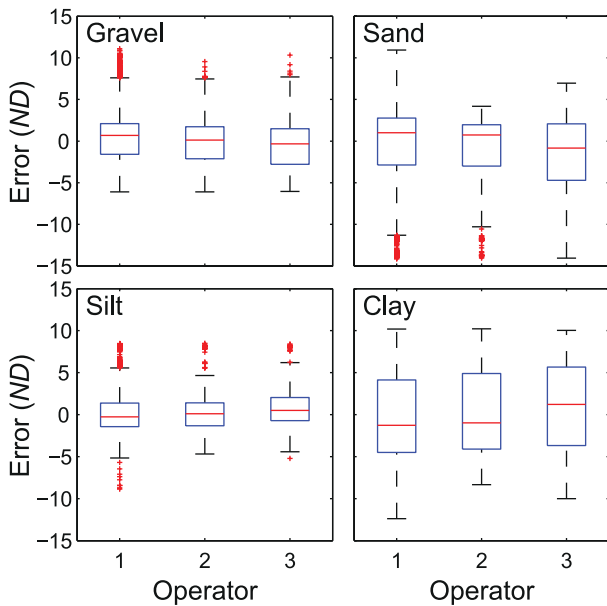 Gravel
Sand
Error (ND)
15
10
5
0
−5
−10
−15
Silt
Clay
Error (ND)
15
10
5
0
−5
−10
−15
1 2 3
1 2 3
Operator
Operator